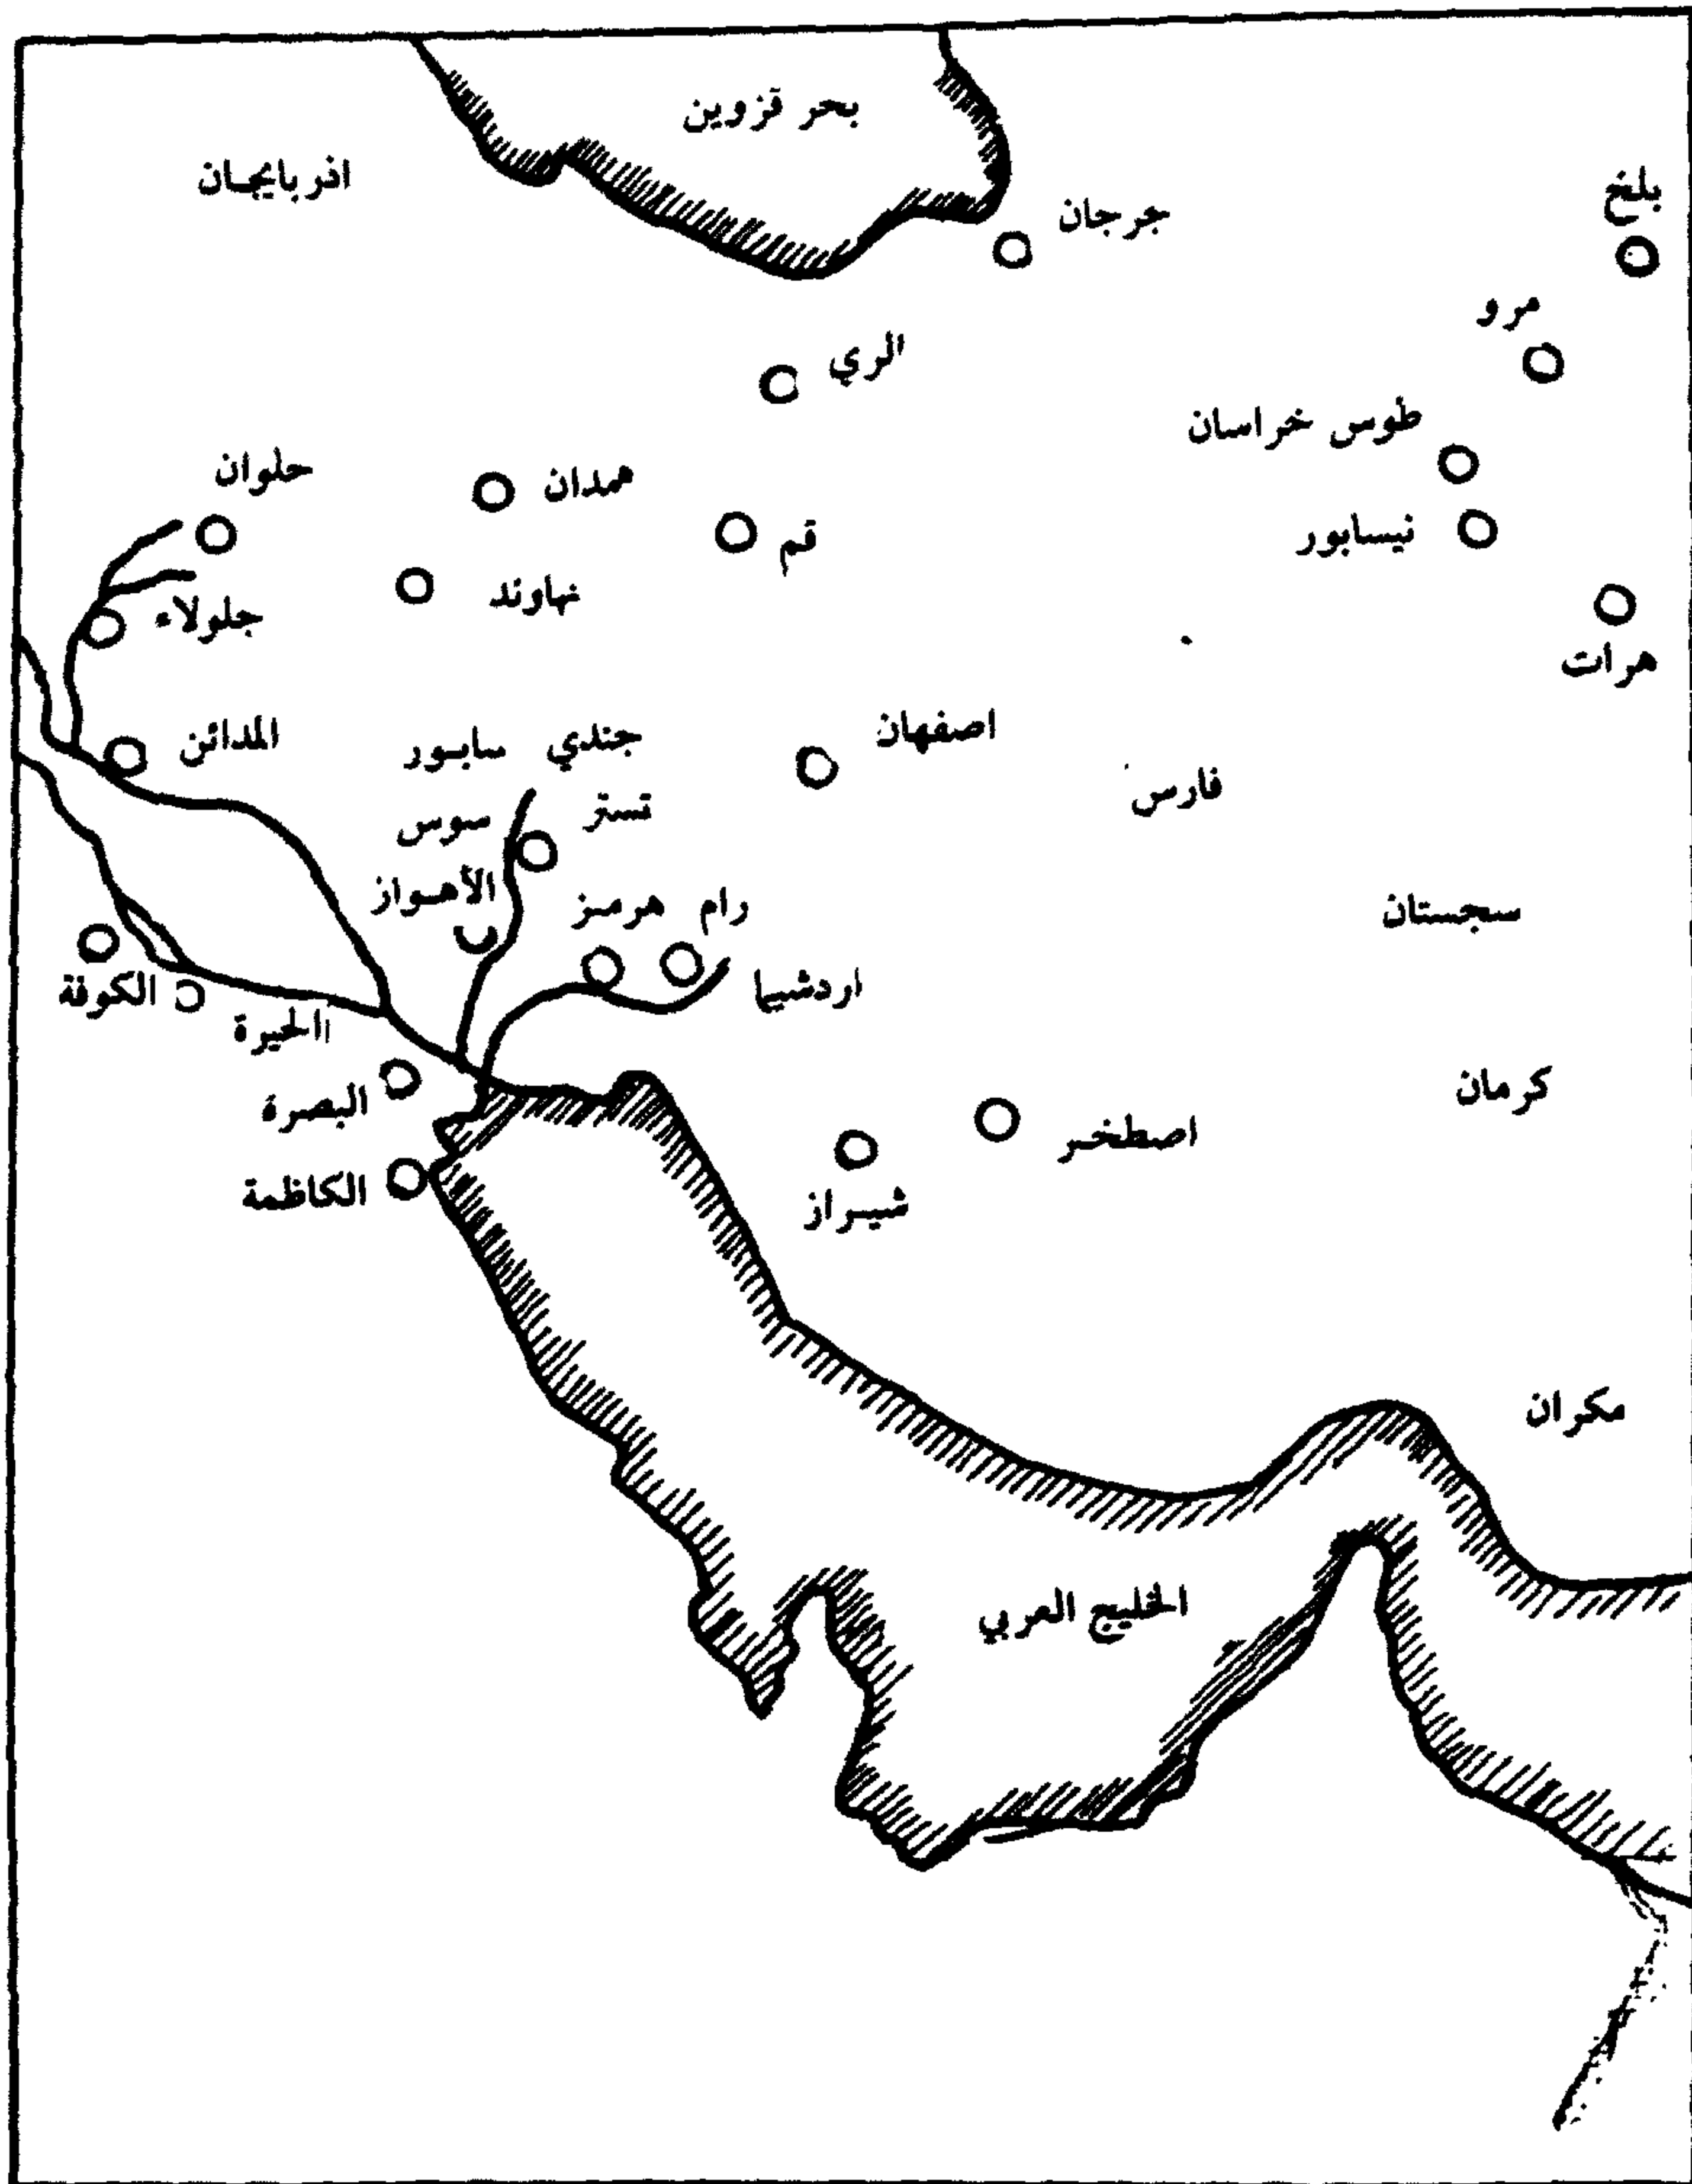 بحر قزوين
اذربايجان
جرجان
بلخ
مرو
الري
طوس خراسان
حلوان
همدان
قم
نيسابور
نهاوند
جلولاء
هرات
المدائن
جندي سابور
اصفهان
فارس
تستر
سوس
الأهواز
رام هرمز
سجستان
اردشيما
الكوفة
الحيرة
البصرة
كرمان
اصطخر
الكاظمة
شيراز
مكران
الخليج العربي